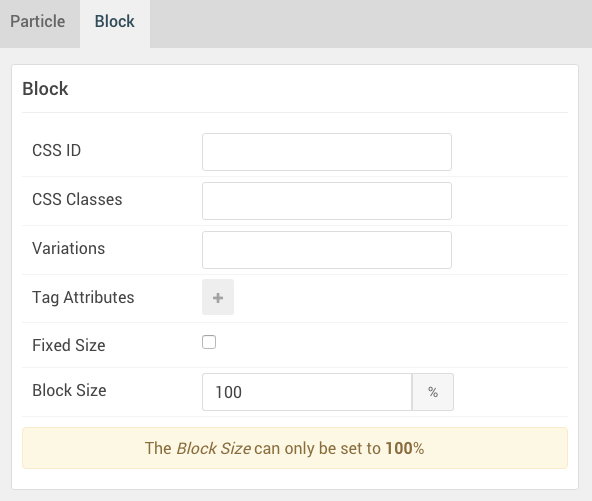 Particle Block
Block
CSS ID
CSS Classes
Variations
Tag Attributes
Fixed Size
Block Size 100 %
The Block Size can only be set to 100%